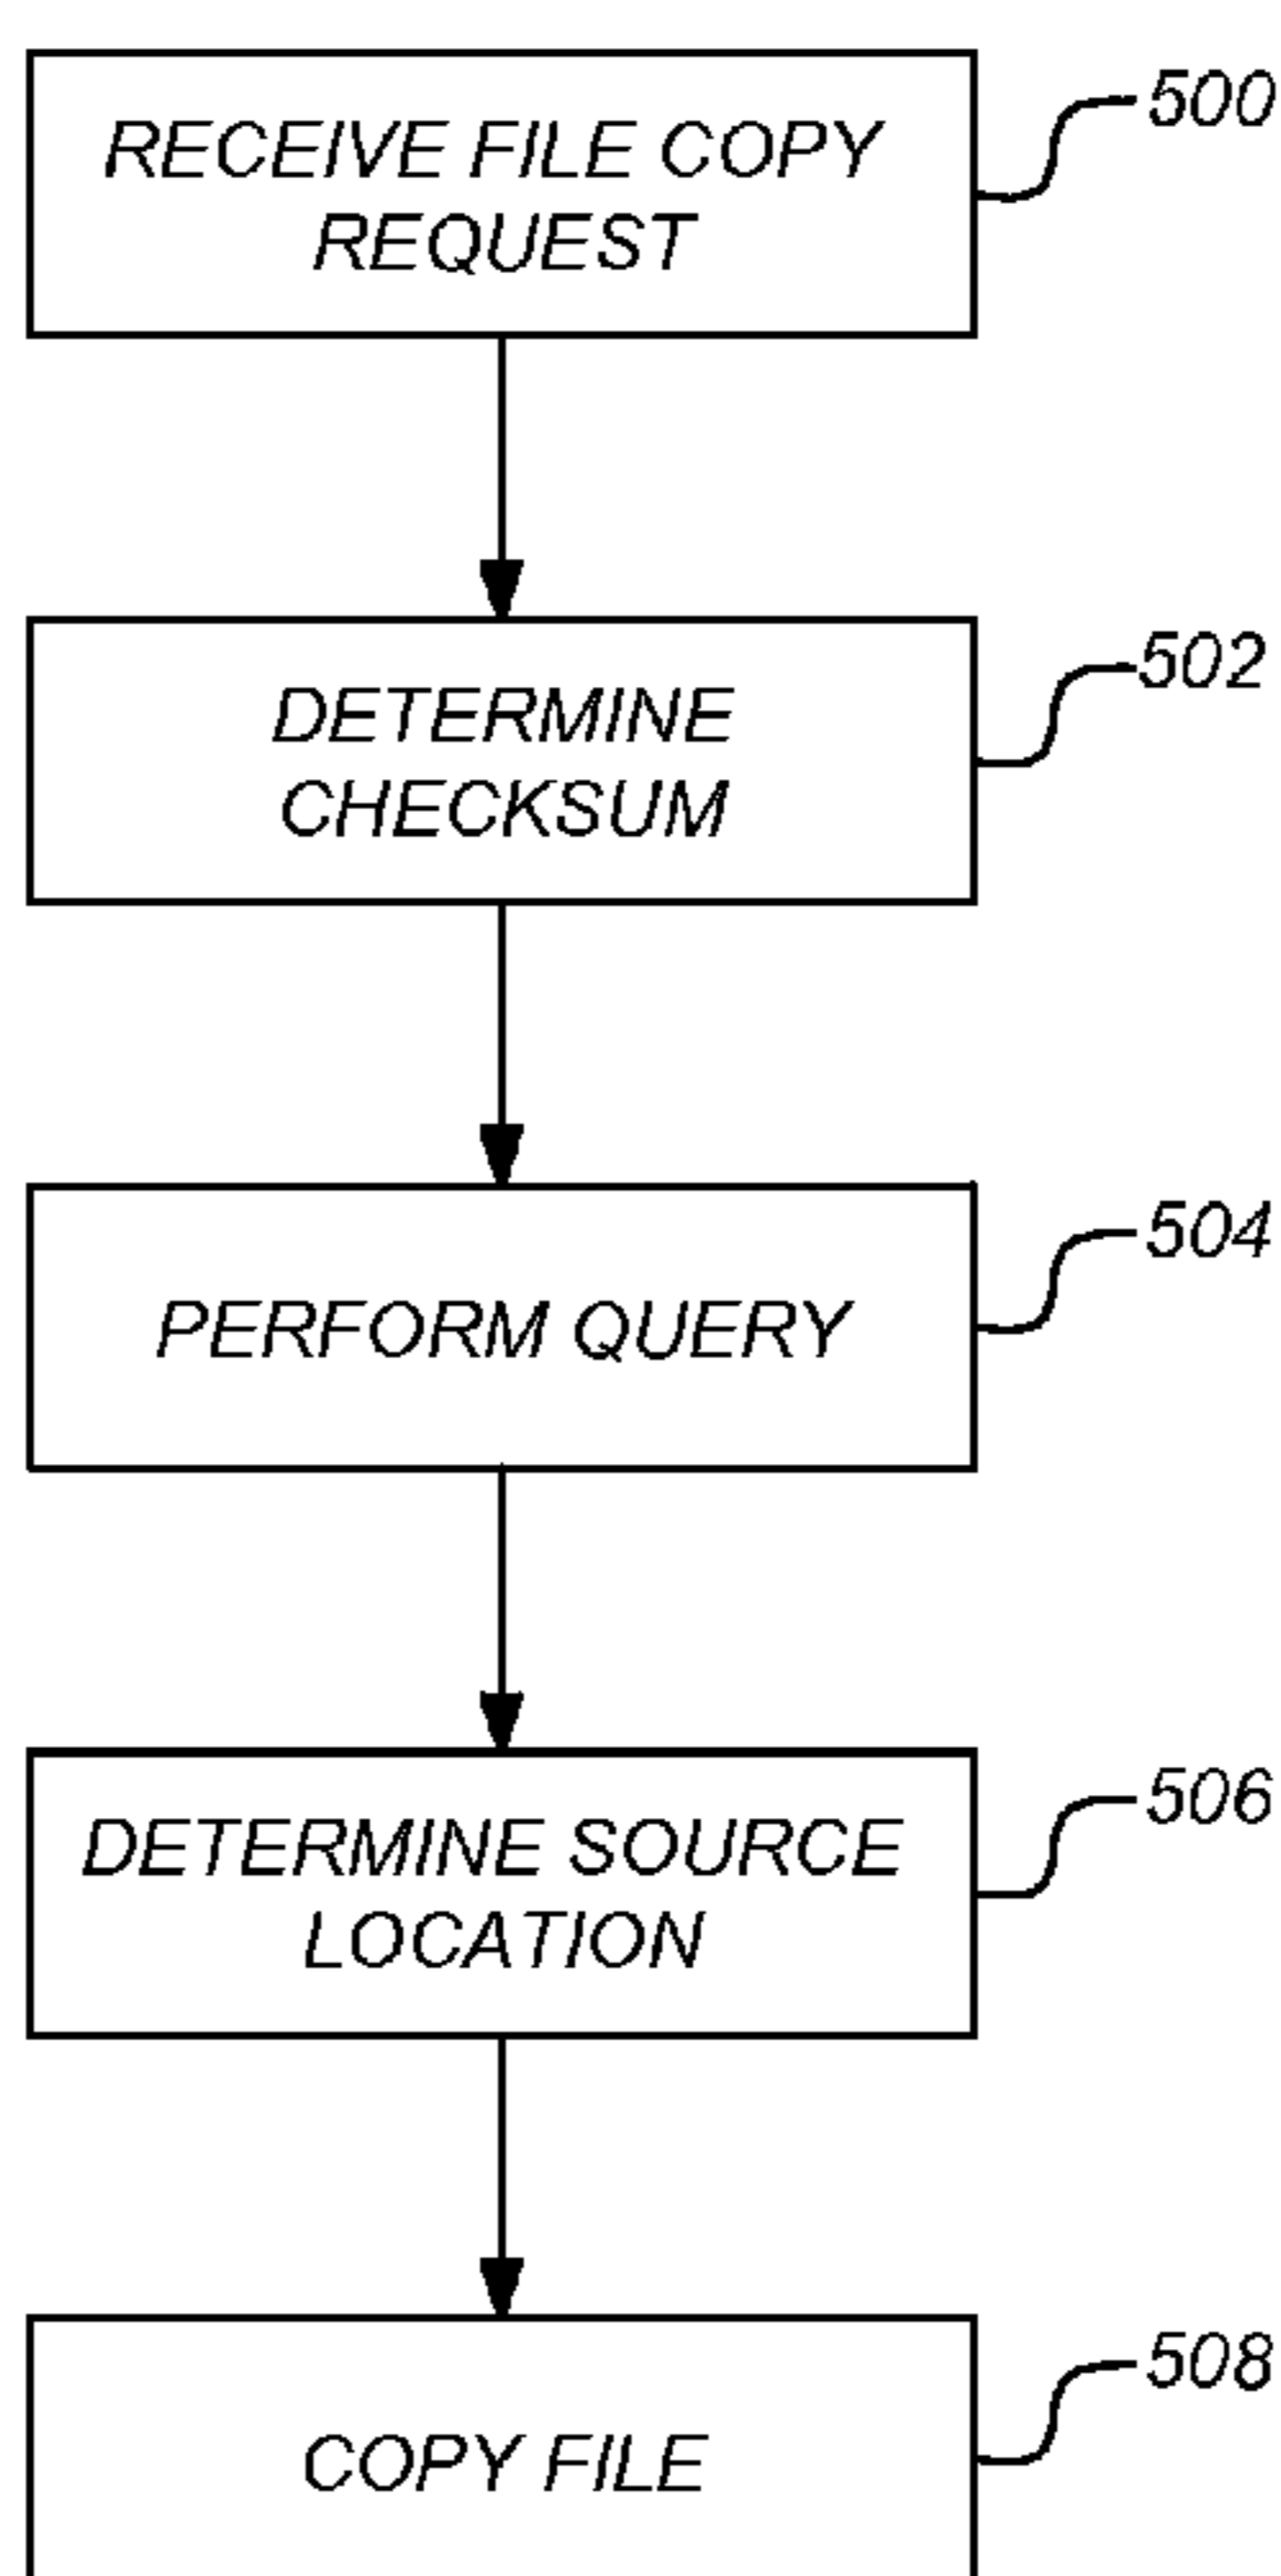 RECEIVE FILE COPY
REQUEST
500
DETERMINE
CHECKSUM
502
PERFORM QUERY
504
DETERMINE SOURCE
LOCATION
506
COPY FILE
508